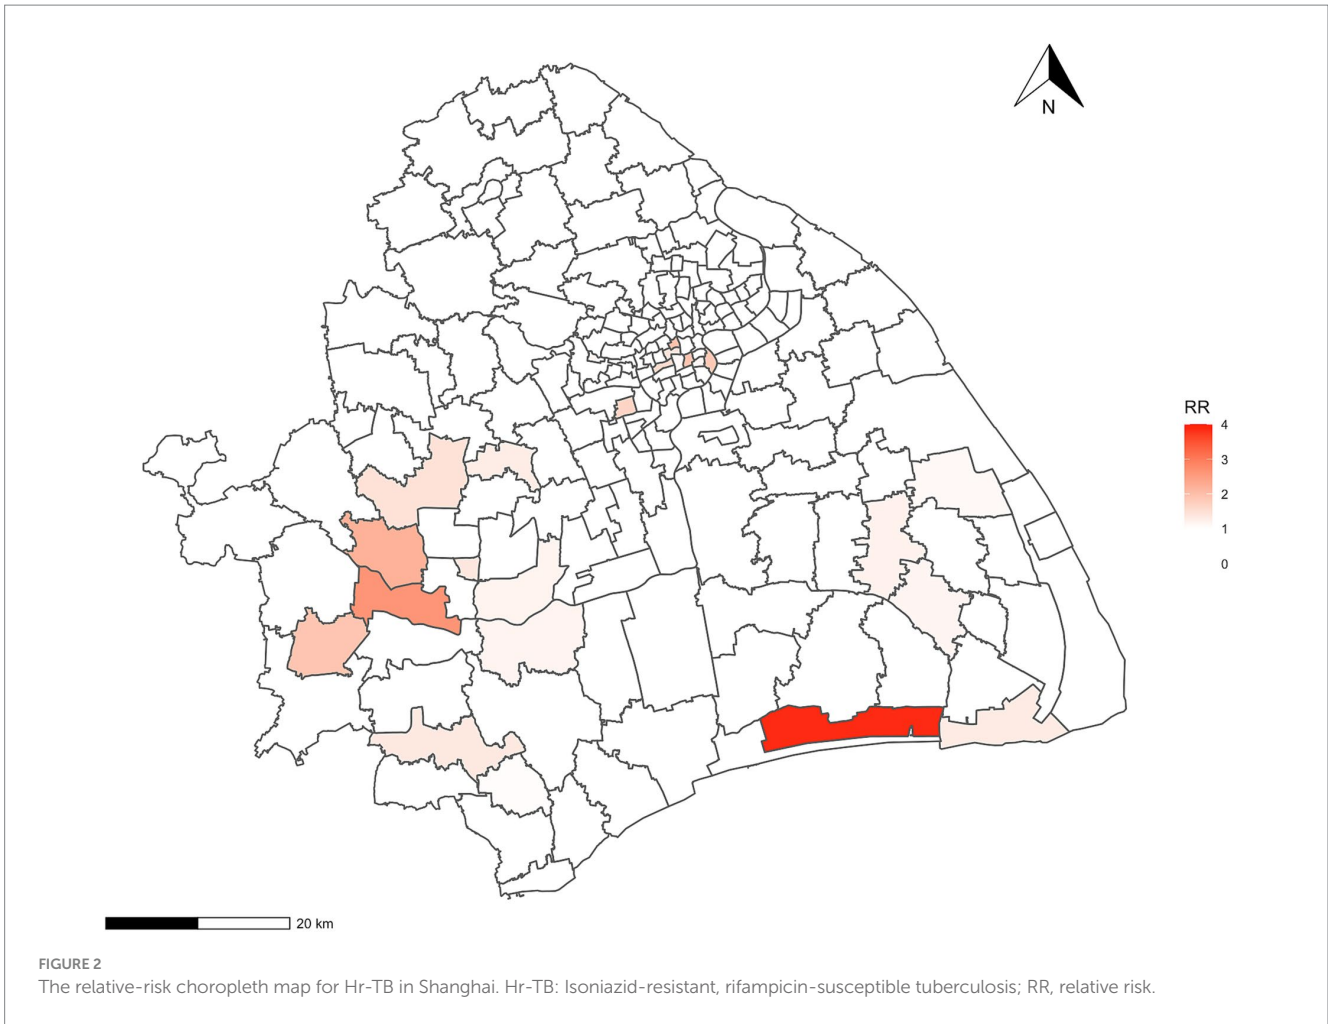 N
RR
4
3
2
1
0
20 km
FIGURE 2
The relative-risk choropleth map for Hr-TB in Shanghai. Hr-TB: Isoniazid-resistant, rifampicin-susceptible tuberculosis; RR, relative risk.